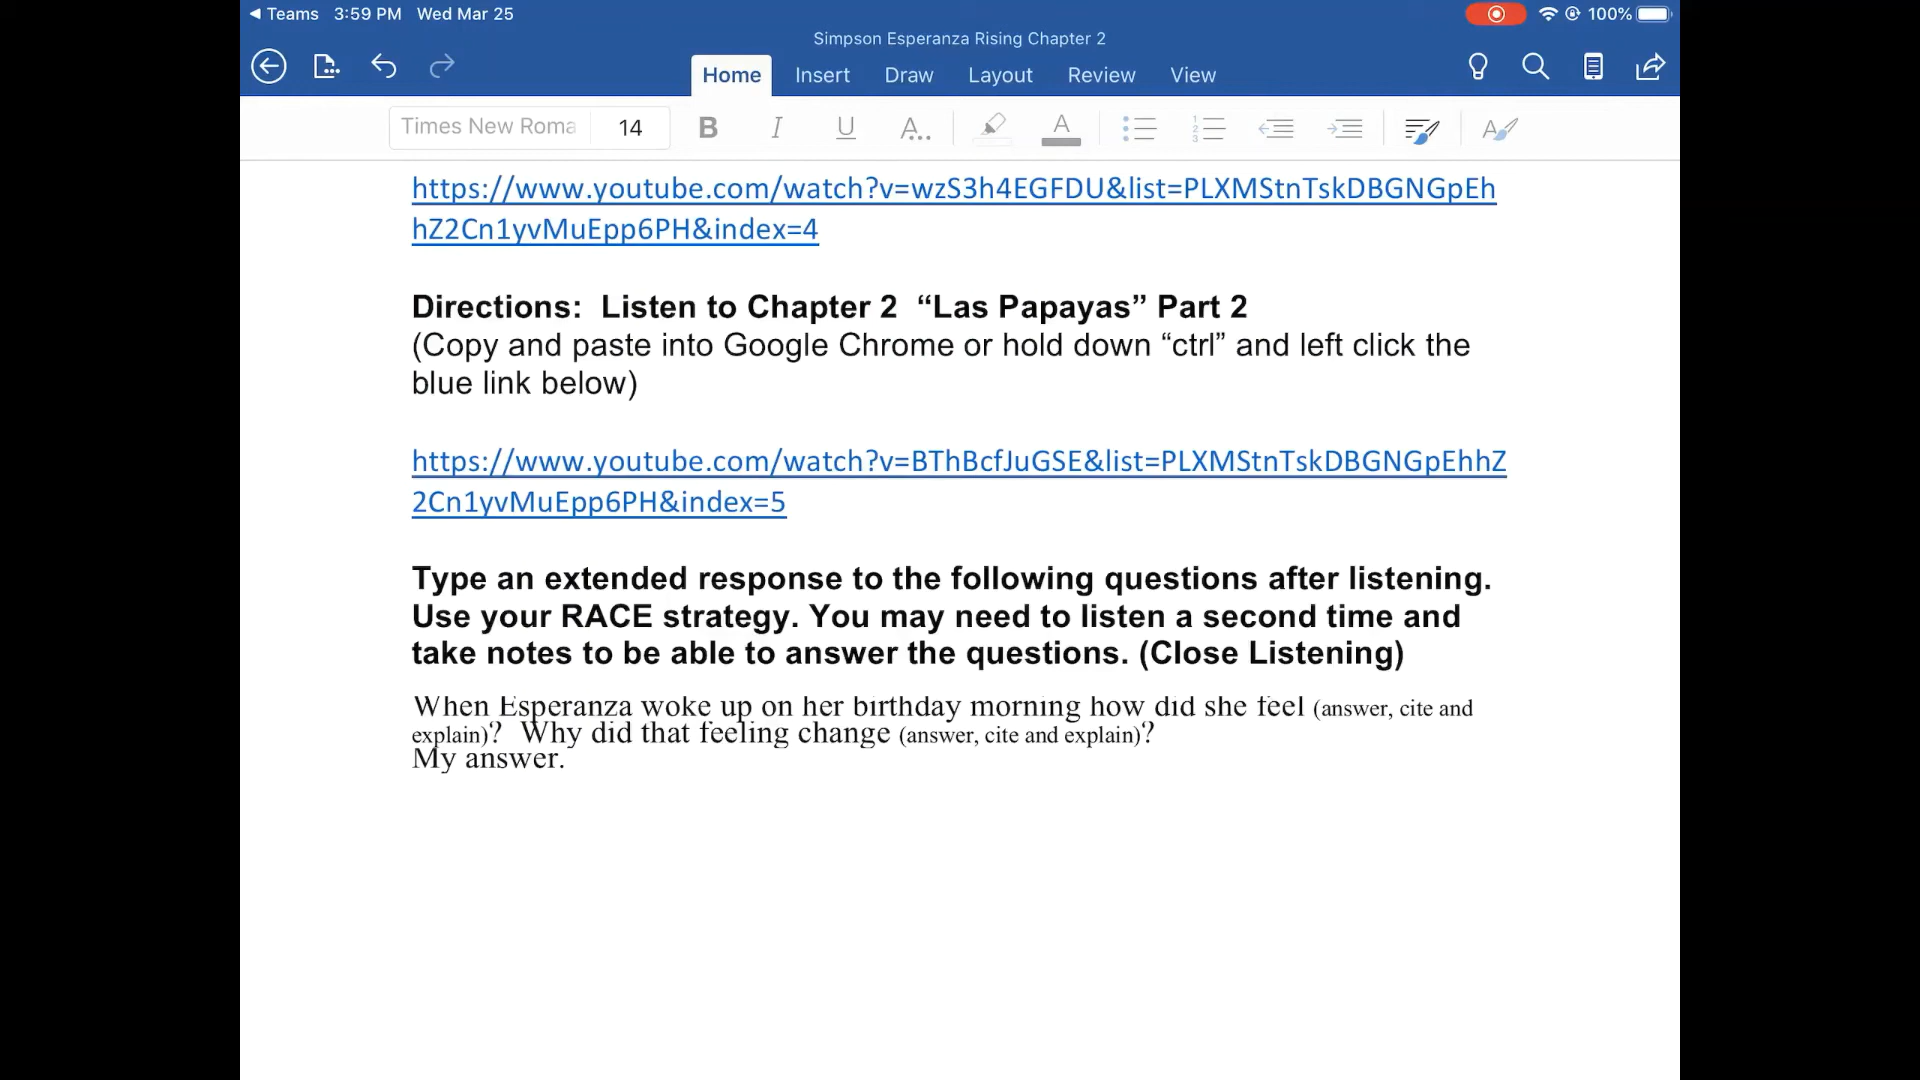 Teams 3:59 PM Wed Mar 25 100%
Simpson Esperanza Rising Chapter 2
Home Insert Draw Layout Review View
Times New Roma 14 B I U A.. A
https://www.youtube.com/watch?v=wzS3h4EGFDU&list=PLXMStnTskDBGNGpEh
hZ2Cn1yvMuEpp6PH&index=4
Directions: Listen to Chapter 2 “Las Papayas” Part 2
(Copy and paste into Google Chrome or hold down “ctrl” and left click the
blue link below)
https://www.youtube.com/watch?v=BThBcfJuGSE&list=PLXMStnTskDBGNGpEhhZ
2Cn1yvMuEpp6PH&index=5
Type an extended response to the following questions after listening.
Use your RACE strategy. You may need to listen a second time and
take notes to be able to answer the questions. (Close Listening)
When Esperanza woke up on her birthday morning how did she feel (answer, cite and
explain)? Why did that feeling change (answer, cite and explain)?
My answer.